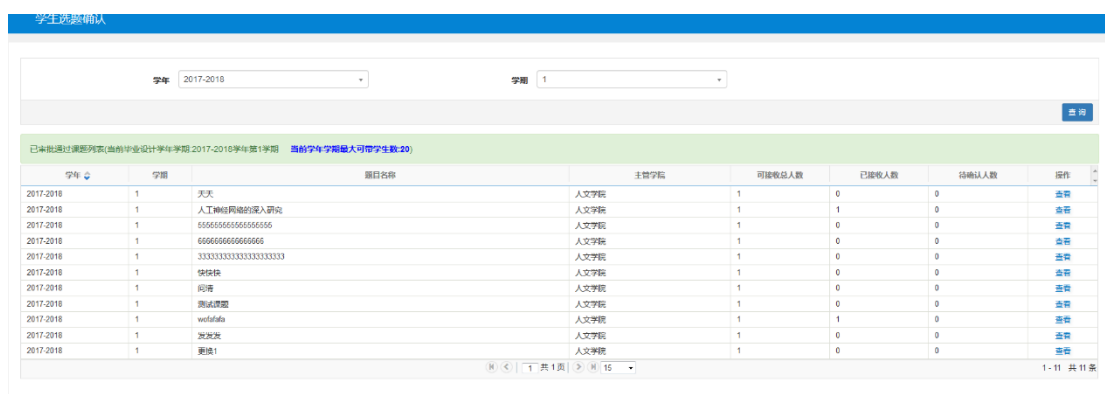 学生选题确认
学年 2017-2018 学期 1
查 询
已审批通过课题列表(当前毕业设计学年学期:2017-2018学年第1学期 当前学年学期最大可带学生数:20)
学年 学期 题目名称 主管学院 可接收总人数 已接收人数 待确认人数 操作
2017-2018 1 天天 人文学院 1 0 0 查看
2017-2018 1 人工神经网络的深入研究 人文学院 1 1 0 查看
2017-2018 1 555555565565556555 人文学院 1 0 0 查看
2017-2018 1 6666666666666666 人文学院 1 0 0 查看
2017-2018 1 333333333333333333333 人文学院 1 0 0 查看
2017-2018 1 快快快 人文学院 1 0 0 查看
2017-2018 1 人文学院 1 0 0 查看
2017-2018 1 测试课题 人文学院 1 0 0 查看
2017-2018 1 wofafafa 人文学院 1 1 0 查看
2017-2018 1 发发发 人文学院 1 0 0 查看
2017-2018 1 更换1 人文学院 1 0 0 查看
1 共 1 页 15 1 - 11 共 11 条